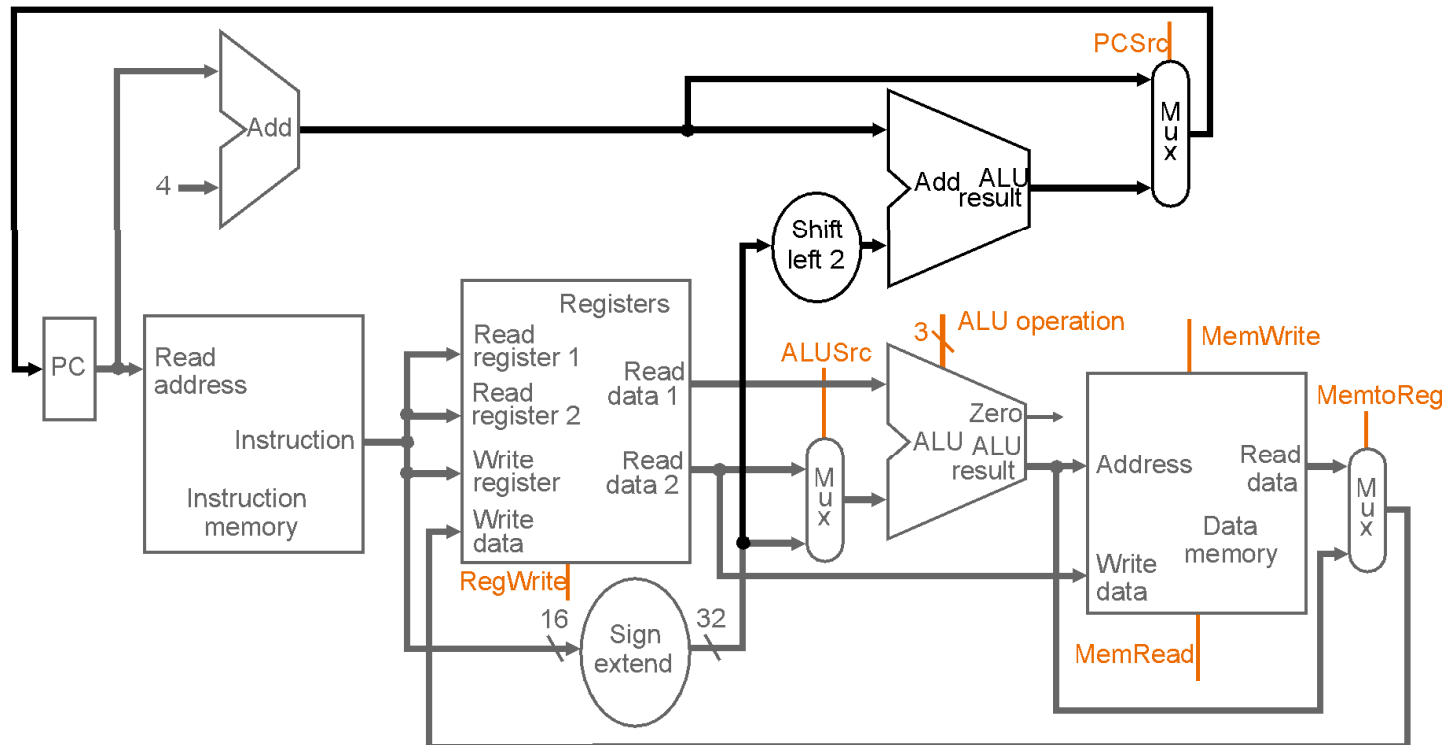 PCSrc
M
u
x
Add
4
Add ALU
result
Shift
left 2
Registers
Read
register 1
Read
register 2
Write
register
Write
data
Read
data 1
Read
data 2
RegWrite
PC
Read
address
Instruction
Instruction
memory
16
Sign
extend
32
ALUSrc
M
u
x
3
ALU operation
Zero
ALU ALU
result
MemWrite
Address
Read
data
Data
memory
Write
data
MemRead
MemtoReg
M
u
x